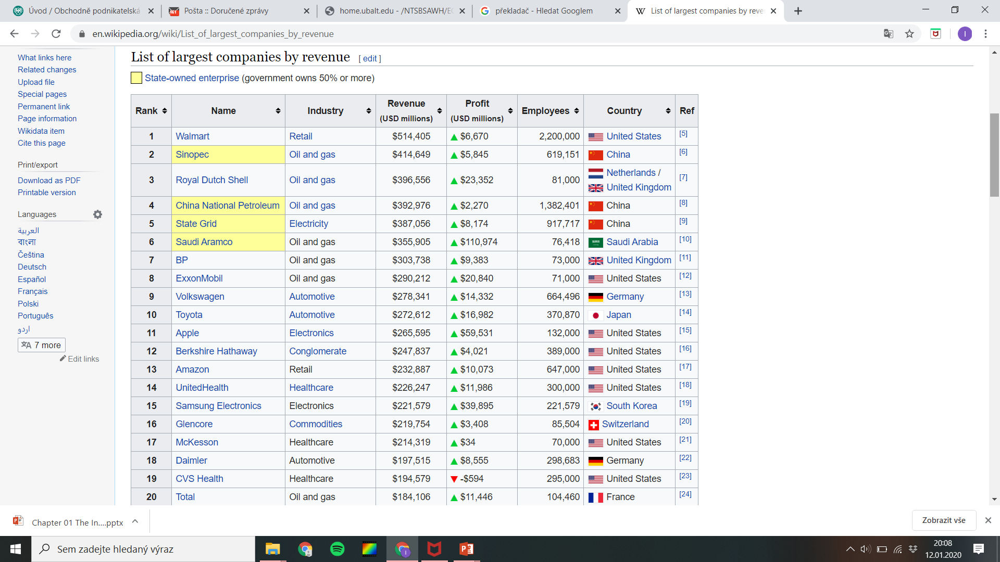 Úvod / Obchodně podnikatelská
Pošta :: Doručené zprávy
home.ubalt.edu - /NTSBSAWH/EC
překladač - Hledat Googlem
List of largest companies by reve
en.wikipedia.org/wiki/List_of_largest_companies_by_revenue
I
What links here
Related changes
Upload file
Special pages
Permanent link
Page information
Wikidata item
Cite this page
Print/export
Download as PDF
Printable version
Languages
العربية
বাংলা
Čeština
Deutsch
Español
Français
Polski
Português
اردو
7 more
Edit links
List of largest companies by revenue [ edit ]
State-owned enterprise (government owns 50% or more)
Rank Name Industry Revenue (USD millions) Profit (USD millions) Employees Country Ref
1 Walmart Retail $514,405 $6,670 2,200,000 United States [5]
2 Sinopec Oil and gas $414,649 $5,845 619,151 China [6]
3 Royal Dutch Shell Oil and gas $396,556 $23,352 81,000 Netherlands / United Kingdom [7]
4 China National Petroleum Oil and gas $392,976 $2,270 1,382,401 China [8]
5 State Grid Electricity $387,056 $8,174 917,717 China [9]
6 Saudi Aramco Oil and gas $355,905 $110,974 76,418 Saudi Arabia [10]
7 BP Oil and gas $303,738 $9,383 73,000 United Kingdom [11]
8 ExxonMobil Oil and gas $290,212 $20,840 71,000 United States [12]
9 Volkswagen Automotive $278,341 $14,332 664,496 Germany [13]
10 Toyota Automotive $272,612 $16,982 370,870 Japan [14]
11 Apple Electronics $265,595 $59,531 132,000 United States [15]
12 Berkshire Hathaway Conglomerate $247,837 $4,021 389,000 United States [16]
13 Amazon Retail $232,887 $10,073 647,000 United States [17]
14 UnitedHealth Healthcare $226,247 $11,986 300,000 United States [18]
15 Samsung Electronics Electronics $221,579 $39,895 221,579 South Korea [19]
16 Glencore Commodities $219,754 $3,408 85,504 Switzerland [20]
17 McKesson Healthcare $214,319 $34 70,000 United States [21]
18 Daimler Automotive $197,515 $8,555 298,683 Germany [22]
19 CVS Health Healthcare $194,579 -$594 295,000 United States [23]
20 Total Oil and gas $184,106 $11,446 104,460 France [24]
Chapter 01 The In....pptx
Zobrazit vše
Sem zadejte hledaný výraz
20:08
12.01.2020